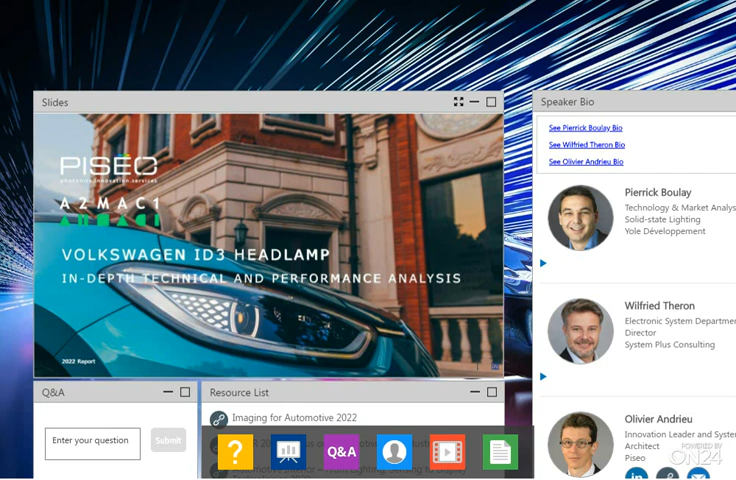 Slides
PISEO
photonics.innovation.services
A2MAC1
VOLKSWAGEN ID3 HEADLAMP
IN-DEPTH TECHNICAL AND PERFORMANCE ANALYSIS
2022 Report
Q&A
Enter your question
Submit
Resource List
Imaging for Automotive 2022
Q&A
Speaker Bio
See Pierrick Boulay Bio
See Wilfried Theron Bio
See Olivier Andrieu Bio
Pierrick Boulay
Technology & Market Analys
Solid-state Lighting
Yole Développement
Wilfried Theron
Electronic System Departme
Director
System Plus Consulting
Olivier Andrieu
Innovation Leader and Syste
Architect
Piseo
POWERED BY
ON24